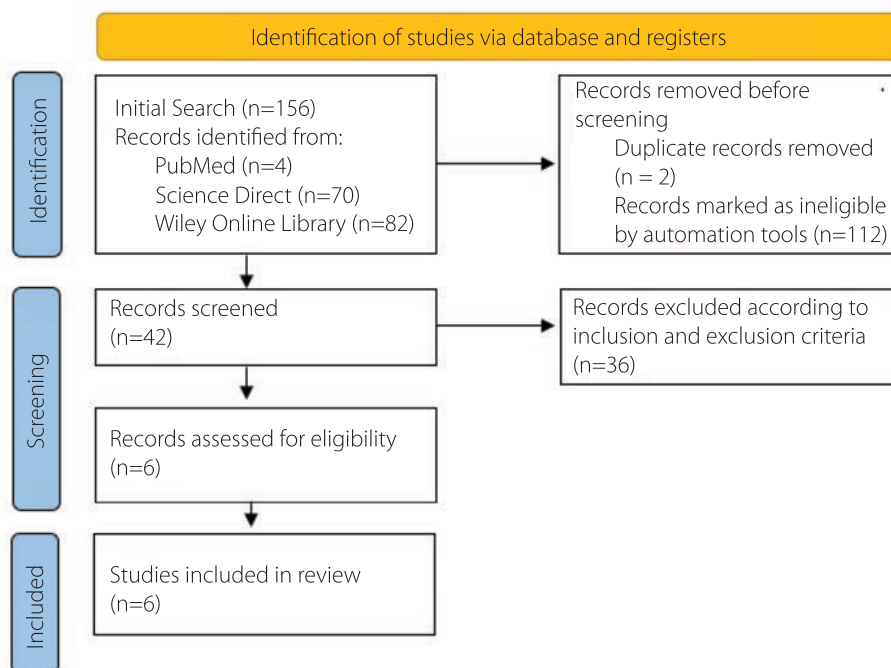 Identification of studies via database and registers
Identification
Initial Search (n=156)
Records identified from:
PubMed (n=4)
Science Direct (n=70)
Wiley Online Library (n=82)
Records removed before
screening
Duplicate records removed
(n = 2)
Records marked as ineligible
by automation tools (n=112)
Screening
Records screened
(n=42)
Records excluded according to
inclusion and exclusion criteria
(n=36)
Records assessed for eligibility
(n=6)
Included
Studies included in review
(n=6)